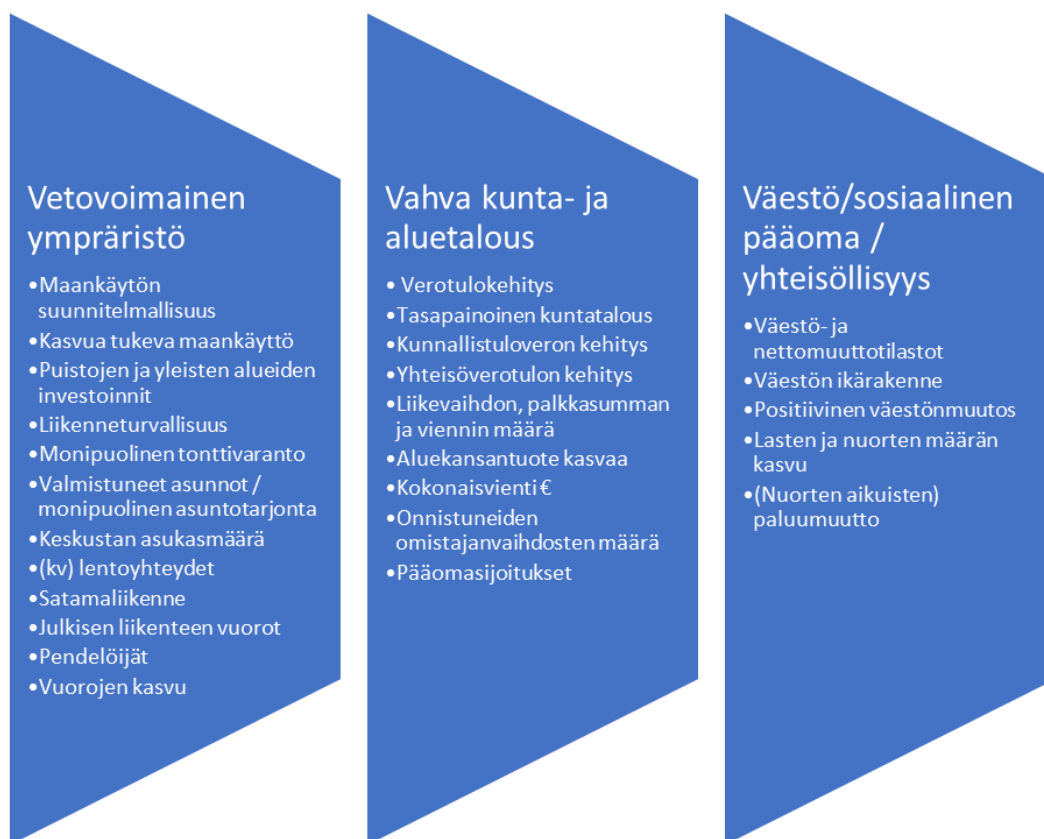 Vetovoimainen
ympräristö
•Maankäytön
suunnitelmallisuus
•Kasvua tukeva maankäyttö
•Puistojen ja yleisten alueiden
investoinnit
•Liikenneturvallisuus
•Monipuolinen tonttivaranto
•Valmistuneet asunnot /
monipuolinen asuntotarjonta
•Keskustan asukasmäärä
•(kv) lentoyhteydet
•Satamaliikenne
•Julkisen liikenteen vuorot
•Pendelöijät
•Vuorojen kasvu
Vahva kunta- ja
aluetalous
• Verotulokehitys
•Tasapainoinen kuntatalous
•Kunnallistuloveron kehitys
•Yhteisöverotulon kehitys
•Liikevaihdon, palkkasumman
ja viennin määrä
•Aluekansantuote kasvaa
•Kokonaisvienti €
•Onnistuneiden
omistajanvaihdosten määrä
•Pääomasijoitukset
Väestö/sosiaalinen
pääoma /
yhteisöllisyys
•Väestö- ja
nettomuuttotilastot
•Väestön ikärakenne
•Positiivinen väestönmuutos
•Lasten ja nuorten määrän
kasvu
•(Nuorten aikuisten)
paluumuutto